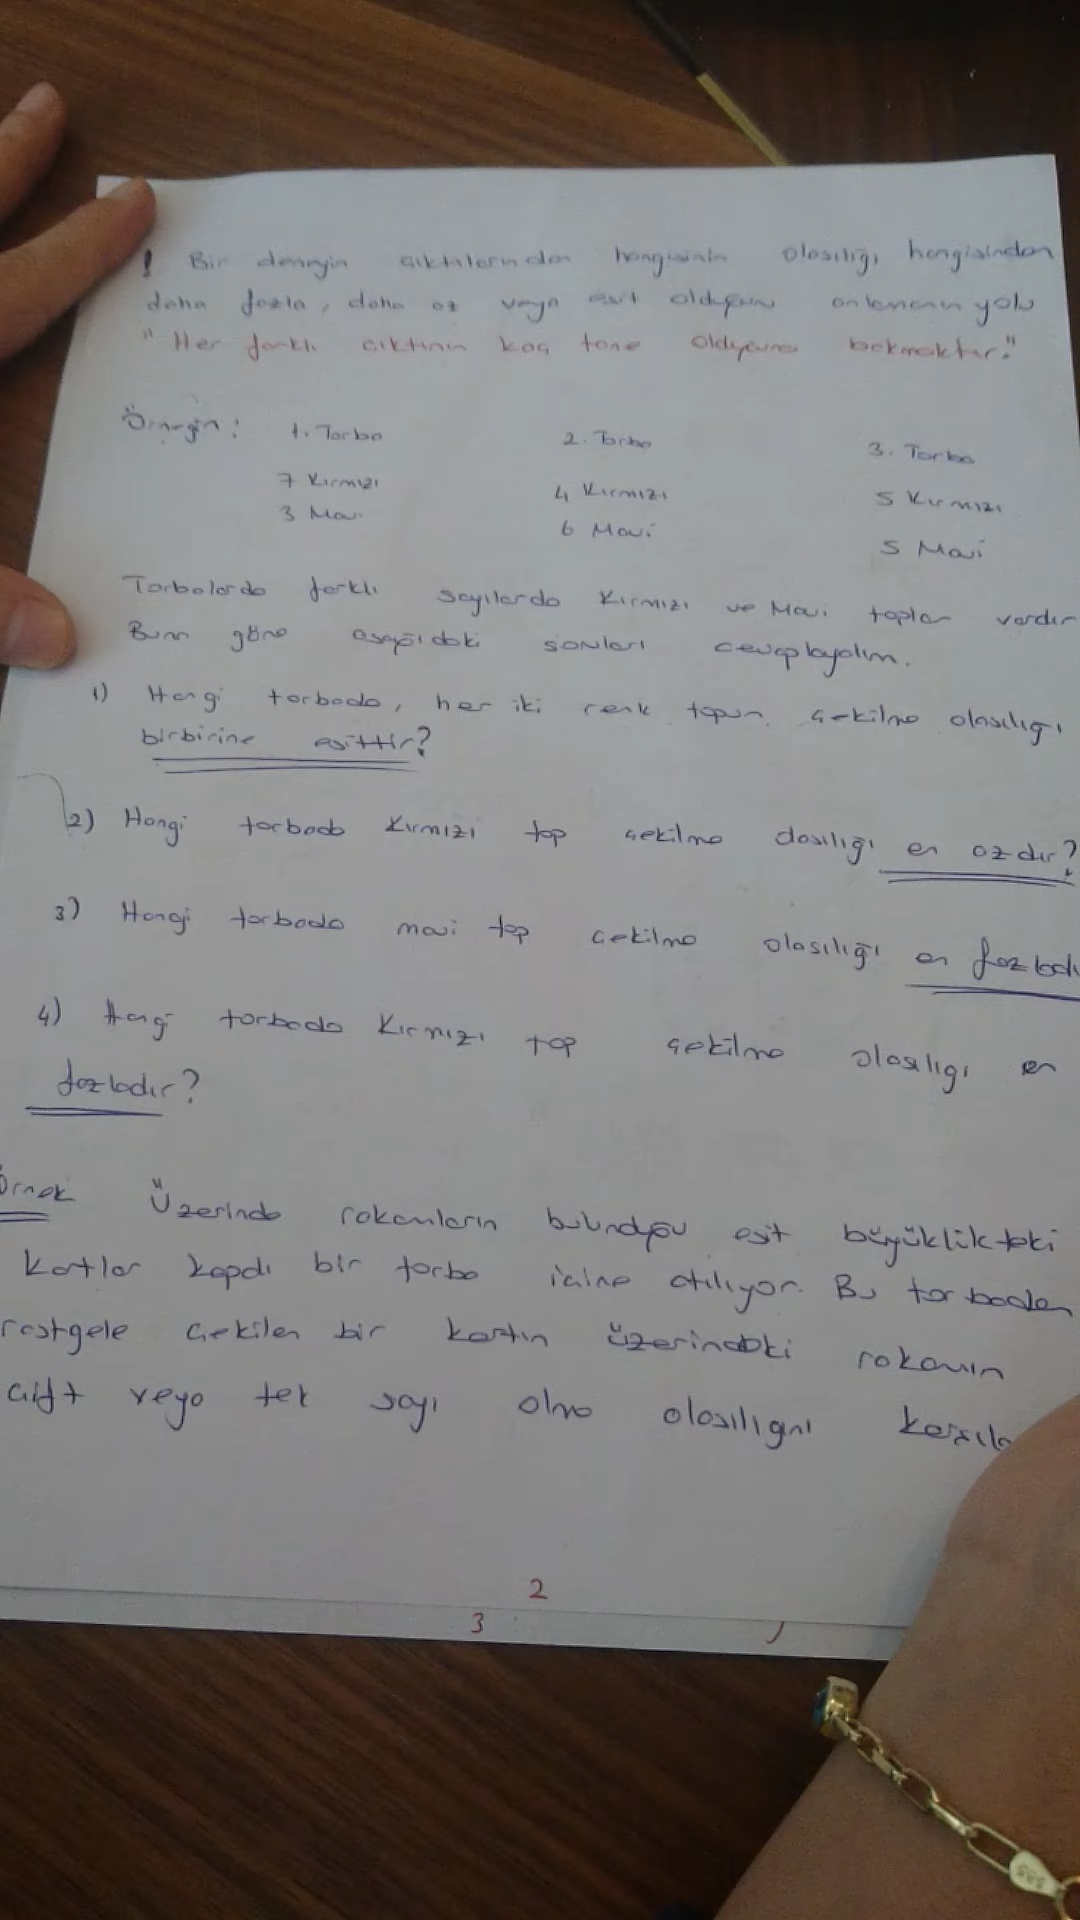 ! Bir deneyin çıktılarından hangisinin olasılığı hangisinden
daha fazla, daha az veya eşit olduğunu anlamanın yolu
"Her farklı çıktının kaç tane olduğuna bakmaktır."
Örneğin: 1. Torba 2. Torba 3. Torba
7 Kırmızı 4 Kırmızı 5 Kırmızı
3 Mavi 6 Mavi 5 Mavi
Torbalarda farklı sayılarda Kırmızı ve Mavi toplar vardır
Buna göre aşağıdaki soruları cevaplayalım.
1) Hangi torbada, her iki renk topun çekilme olasılığı
birbirine eşittir?
2) Hangi torbada Kırmızı top çekilme olasılığı en azdır?
3) Hangi torbada mavi top çekilme olasılığı en fazladı
4) Hangi torbada Kırmızı top çekilme olasılığı en
fazladır?
Örnek Üzerinde rakamların bulunduğu eşit büyüklükteki
kartlar kapalı bir torba içine atılıyor. Bu torbadan
rastgele çekilen bir kartın üzerindeki rakamın
çift veya tek sayı olma olasılığını karşıla
2
3